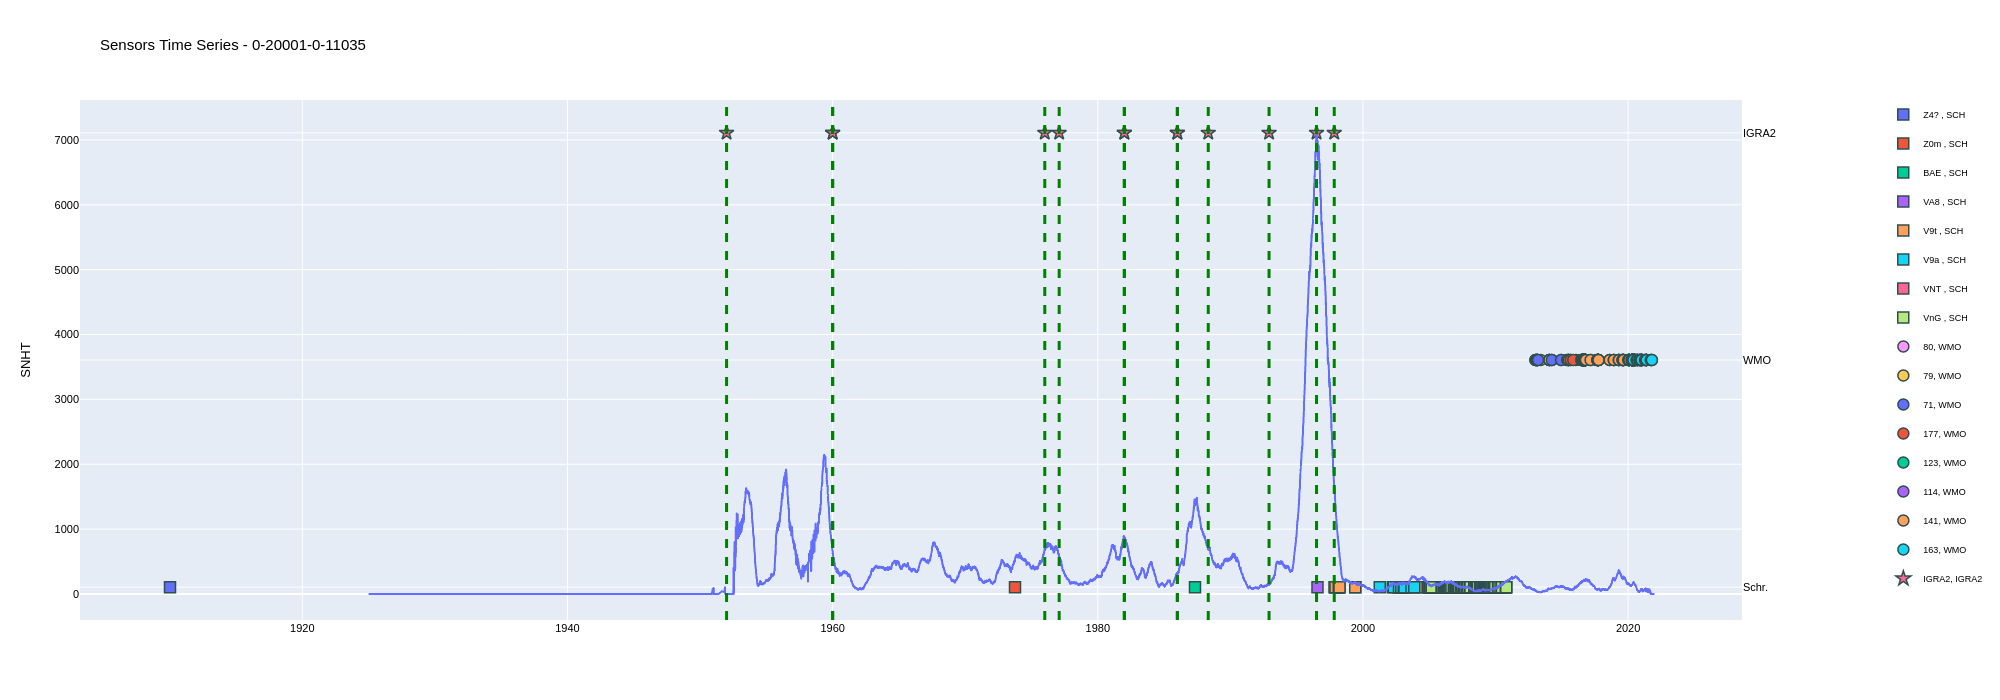 Sensors Time Series - 0-20001-0-11035
SNHT
7000
6000
5000
4000
3000
2000
1000
0
1920
1940
1960
1980
2000
2020
IGRA2
WMO
Schr.
Z4? , SCH
Z0m , SCH
BAE , SCH
VA8 , SCH
V9t , SCH
V9a , SCH
VNT , SCH
VnG , SCH
80, WMO
79, WMO
71, WMO
177, WMO
123, WMO
114, WMO
141, WMO
163, WMO
IGRA2, IGRA2